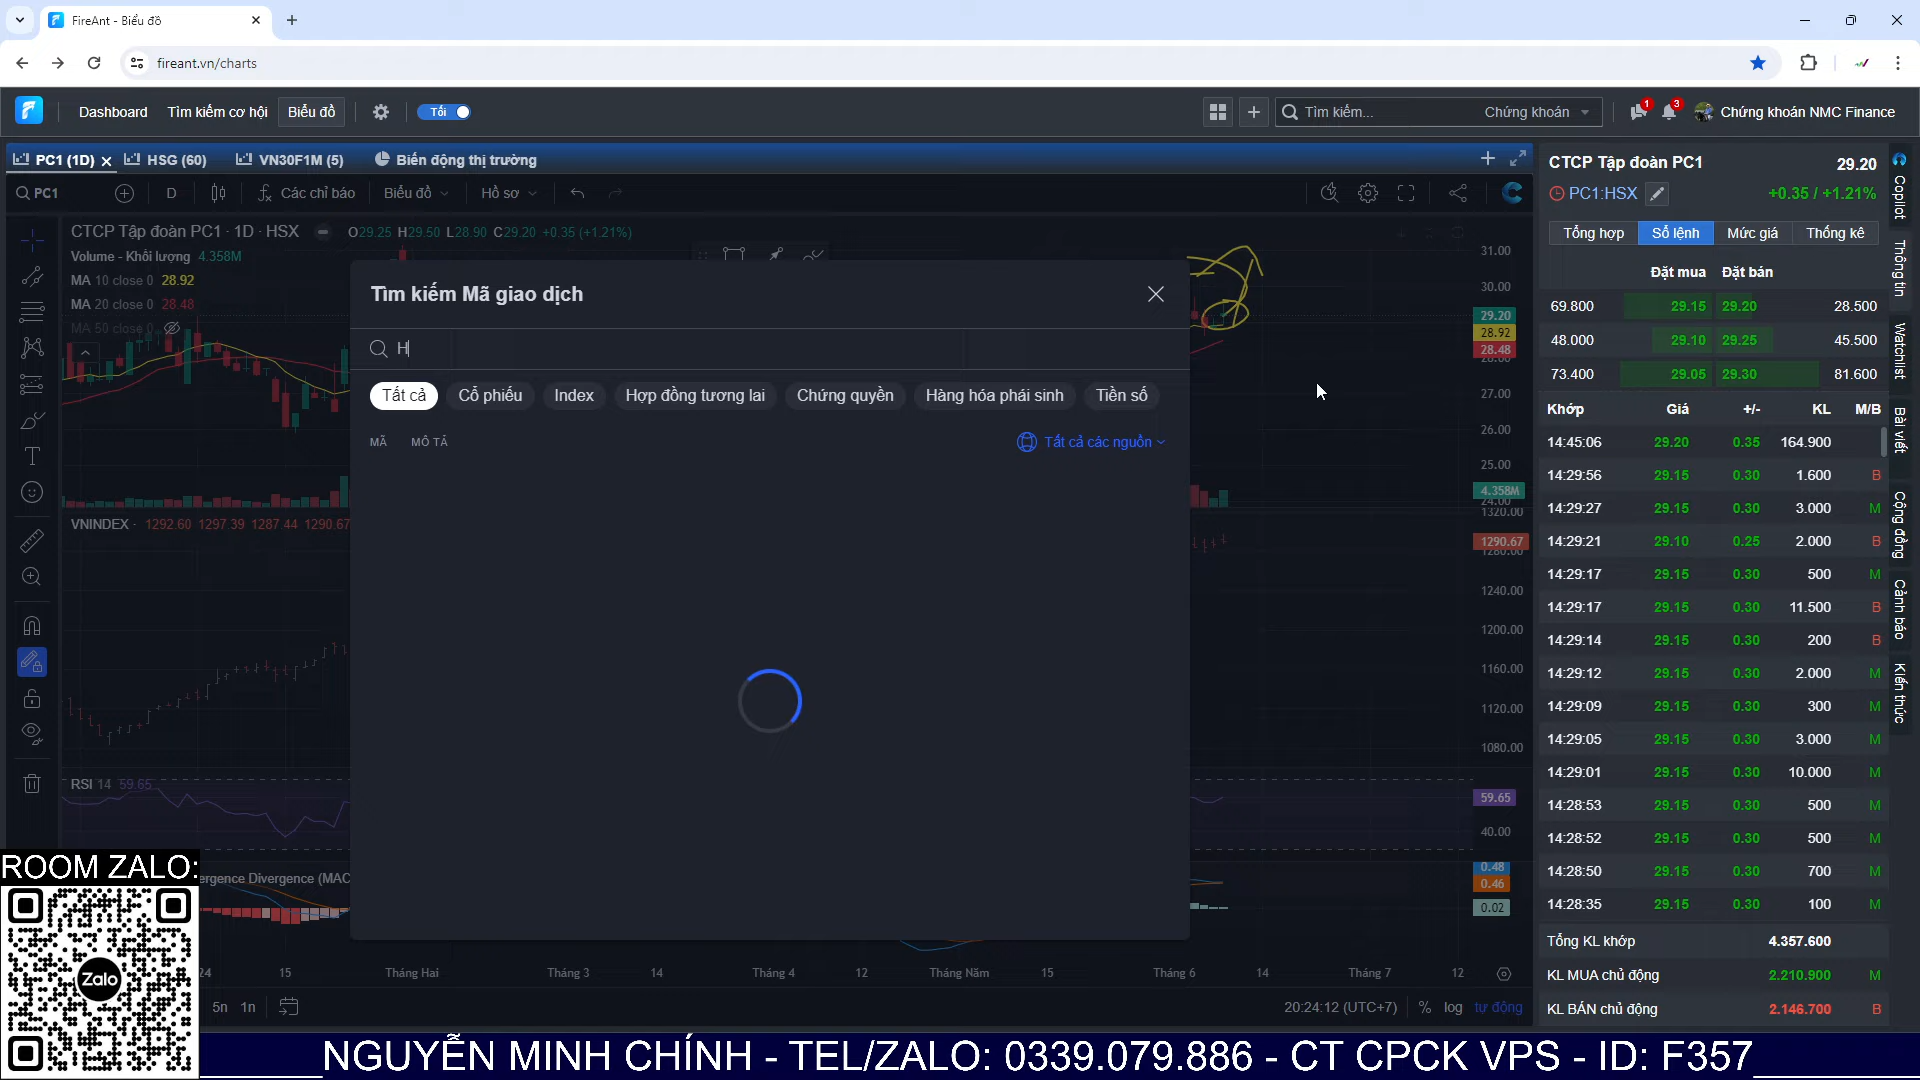 FireAnt - Biểu đồ
fireant.vn/charts
Dashboard Tìm kiếm cơ hội Biểu đồ Tối
Tìm kiếm... Chứng khoán 1 3 Chứng khoán NMC Finance
PC1 (1D) HSG (60) VN30F1M (5) Biến động thị trường
PC1 D Các chỉ báo Biểu đồ Hồ sơ
CTCP Tập đoàn PC1 · 1D · HSX O29.25 H29.50 L28.90 C29.20 +0.35 (+1.21%)
Volume - Khối lượng 4.358M
MA 10 close 0 28.92
MA 20 close 0 28.48
MA 50 close 0
Tìm kiếm Mã giao dịch
H
Tất cả Cổ phiếu Index Hợp đồng tương lai Chứng quyền Hàng hóa phái sinh Tiền số
MÃ MÔ TẢ Tất cả các nguồn
VNINDEX · 1292.60 1297.39 1287.44 1290.67
RSI 14 59.65
ergence Divergence (MAC
31.00
30.00
29.20
28.92
28.48
28.00
27.00
26.00
25.00
4.358M
24.00
1320.00
1290.67
1280.00
1240.00
1200.00
1160.00
1120.00
1080.00
59.65
40.00
0.48
0.46
0.02
24 15 Tháng Hai Tháng 3 14 Tháng 4 12 Tháng Năm 15 Tháng 6 14 Tháng 7 12
5n 1n 20:24:12 (UTC+7) % log tự động
CTCP Tập đoàn PC1 29.20
PC1:HSX +0.35 / +1.21%
Tổng hợp Sổ lệnh Mức giá Thống kê
Đặt mua Đặt bán
69.800 29.15 29.20 28.500
48.000 29.10 29.25 45.500
73.400 29.05 29.30 81.600
Khớp Giá +/- KL M/B
14:45:06 29.20 0.35 164.900
14:29:56 29.15 0.30 1.600 B
14:29:27 29.15 0.30 3.000 M
14:29:21 29.10 0.25 2.000 B
14:29:17 29.15 0.30 500 M
14:29:17 29.15 0.30 11.500 B
14:29:14 29.15 0.30 200 B
14:29:12 29.15 0.30 2.000 M
14:29:09 29.15 0.30 300 M
14:29:05 29.15 0.30 3.000 M
14:29:01 29.15 0.30 10.000 M
14:28:53 29.15 0.30 500 M
14:28:52 29.15 0.30 500 M
14:28:50 29.15 0.30 700 M
14:28:35 29.15 0.30 100 M
Tổng KL khớp 4.357.600
KL MUA chủ động 2.210.900 M
KL BÁN chủ động 2.146.700 B
Copilot
Thông tin
Watchlist
Bài viết
Cộng đồng
Cảnh báo
Kiến thức
ROOM ZALO:
Zalo
NGUYỄN MINH CHÍNH - TEL/ZALO: 0339.079.886 - CT CPCK VPS - ID: F357